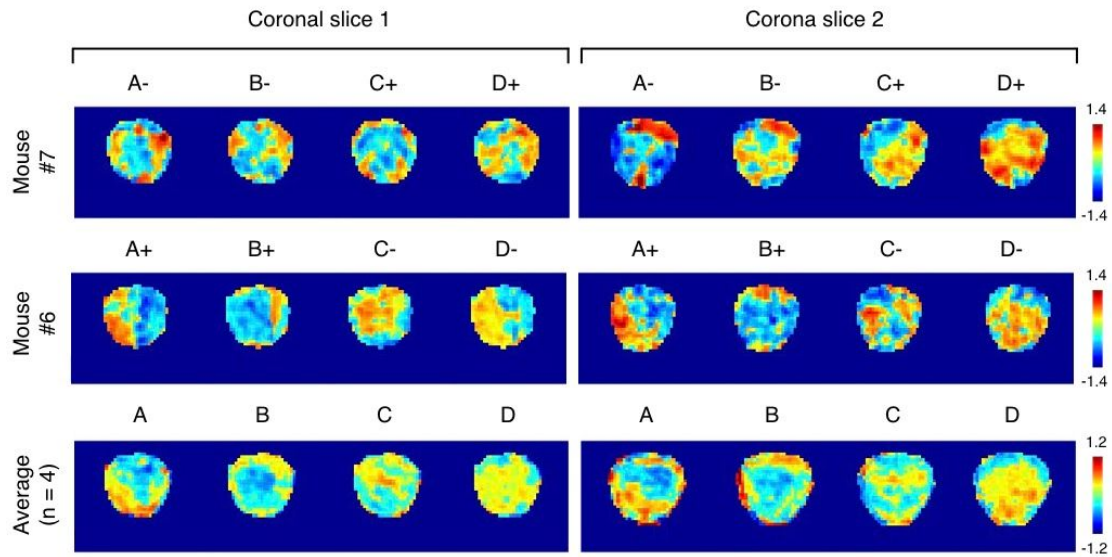 Coronal slice 1 Corona slice 2
A- B- C+ D+ A- B- C+ D+
Mouse #7
1.4
-1.4
A+ B+ C- D- A+ B+ C- D-
Mouse #6
1.4
-1.4
A B C D A B C D
Average (n = 4)
1.2
-1.2